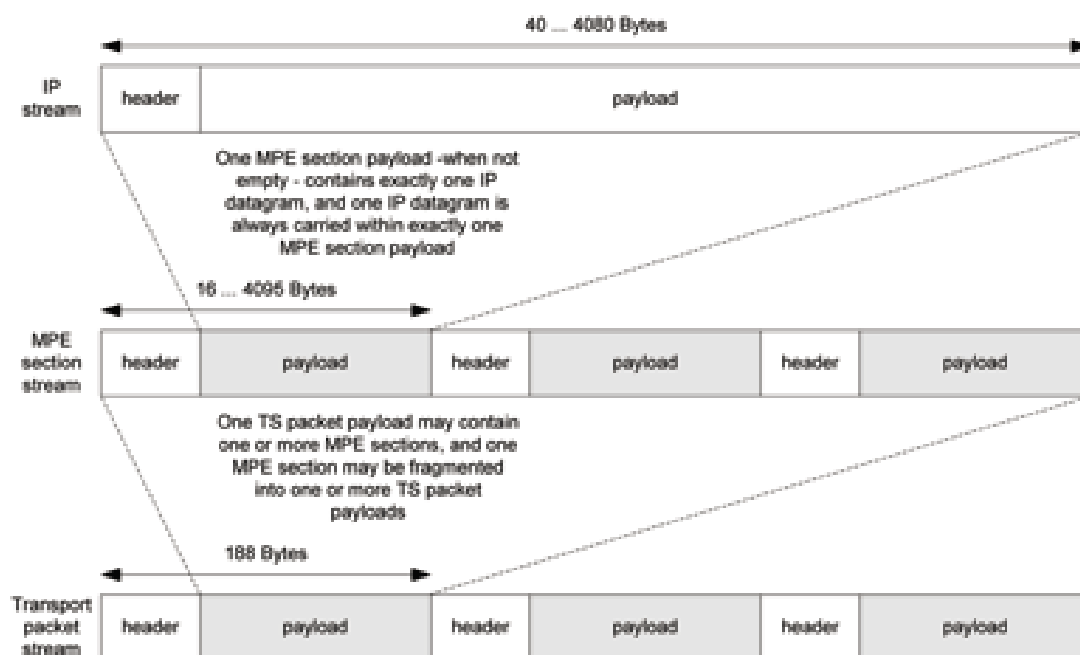 40 ... 4080 Bytes
IP
stream
header
payload
One MPE section payload -when not
empty - contains exactly one IP
datagram, and one IP datagram is
always carried within exactly one
MPE section payload
16 ... 4095 Bytes
MPE
section
stream
header
payload
header
payload
header
payload
One TS packet payload may contain
one or more MPE sections, and one
MPE section may be fragmented
into one or more TS packet
payloads
188 Bytes
Transport
packet
stream
header
payload
header
payload
header
payload